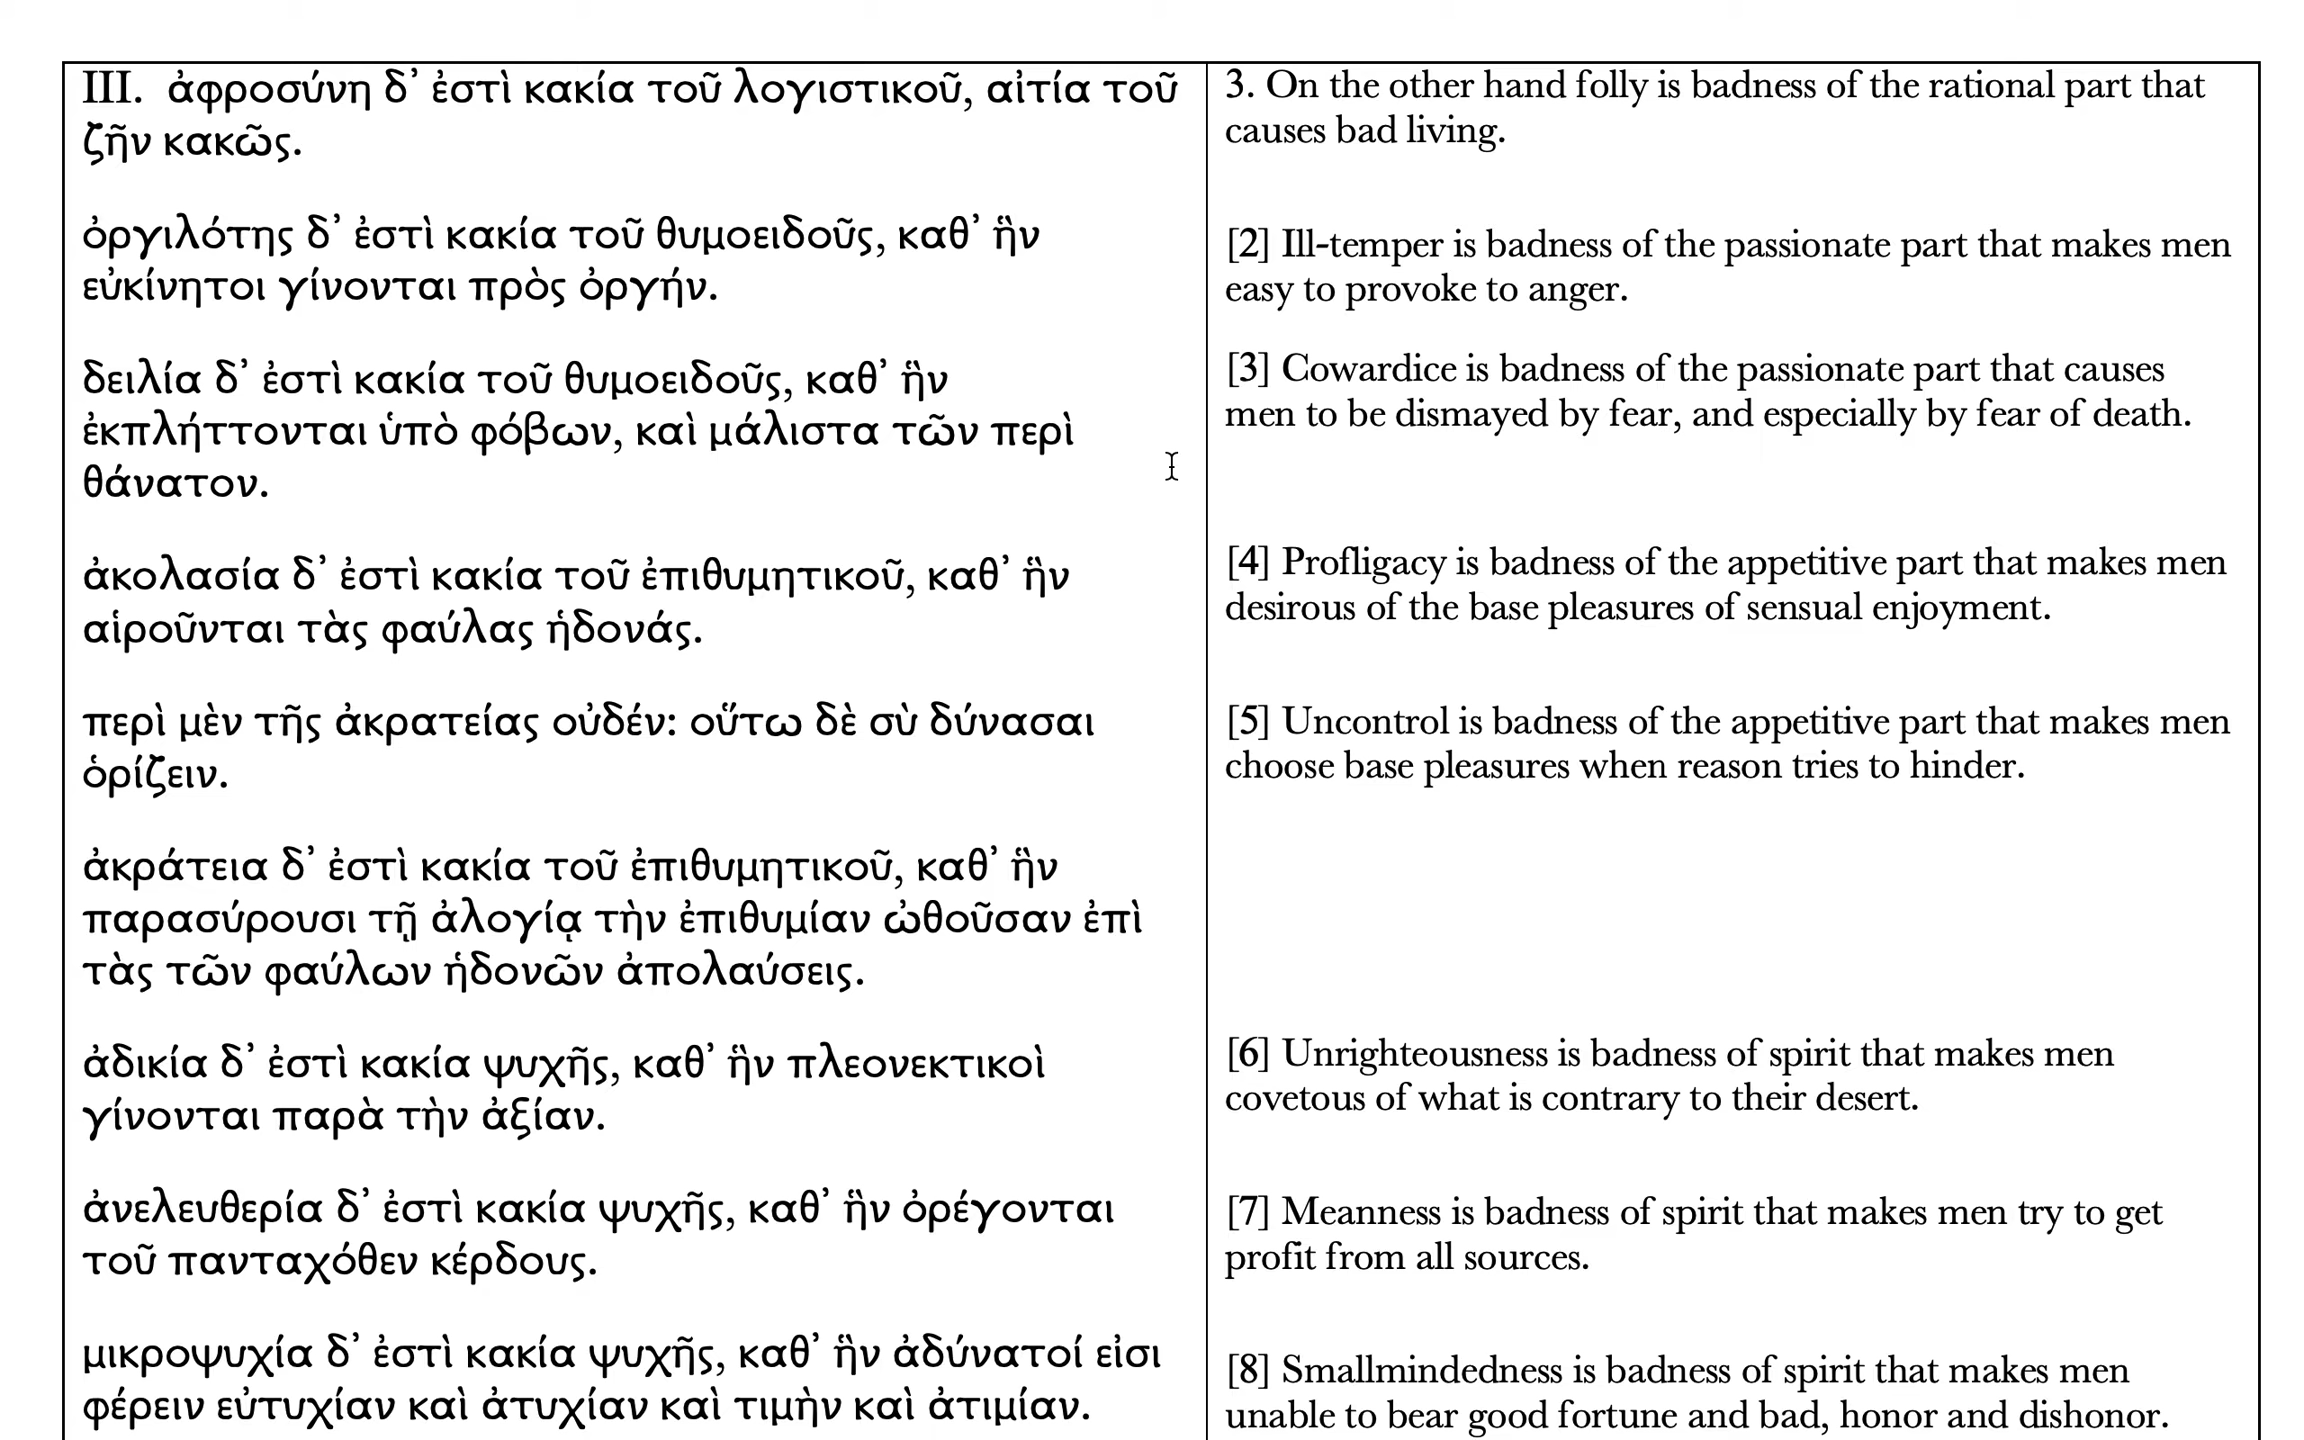 III. ἀφροσύνη δ᾽ ἐστὶ κακία τοῦ λογιστικοῦ, αἰτία τοῦ
ζῆν κακῶς.
ὀργιλότης δ᾽ ἐστὶ κακία τοῦ θυμοειδοῦς, καθ᾽ ἣν
εὐκίνητοι γίνονται πρὸς ὀργήν.
δειλία δ᾽ ἐστὶ κακία τοῦ θυμοειδοῦς, καθ᾽ ἣν
ἐκπλήττονται ὑπὸ φόβων, καὶ μάλιστα τῶν περὶ
θάνατον.
ἀκολασία δ᾽ ἐστὶ κακία τοῦ ἐπιθυμητικοῦ, καθ᾽ ἣν
αἱροῦνται τὰς φαύλας ἡδονάς.
περὶ μὲν τῆς ἀκρατείας οὐδέν: οὕτω δὲ σὺ δύνασαι
ὁρίζειν.
ἀκράτεια δ᾽ ἐστὶ κακία τοῦ ἐπιθυμητικοῦ, καθ᾽ ἣν
παρασύρουσι τῇ ἀλογίᾳ τὴν ἐπιθυμίαν ὠθοῦσαν ἐπὶ
τὰς τῶν φαύλων ἡδονῶν ἀπολαύσεις.
ἀδικία δ᾽ ἐστὶ κακία ψυχῆς, καθ᾽ ἣν πλεονεκτικοὶ
γίνονται παρὰ τὴν ἀξίαν.
ἀνελευθερία δ᾽ ἐστὶ κακία ψυχῆς, καθ᾽ ἣν ὀρέγονται
τοῦ πανταχόθεν κέρδους.
μικροψυχία δ᾽ ἐστὶ κακία ψυχῆς, καθ᾽ ἣν ἀδύνατοί εἰσι
φέρειν εὐτυχίαν καὶ ἀτυχίαν καὶ τιμὴν καὶ ἀτιμίαν.
3. On the other hand folly is badness of the rational part that
causes bad living.
[2] Ill-temper is badness of the passionate part that makes men
easy to provoke to anger.
[3] Cowardice is badness of the passionate part that causes
men to be dismayed by fear, and especially by fear of death.
[4] Profligacy is badness of the appetitive part that makes men
desirous of the base pleasures of sensual enjoyment.
[5] Uncontrol is badness of the appetitive part that makes men
choose base pleasures when reason tries to hinder.
[6] Unrighteousness is badness of spirit that makes men
covetous of what is contrary to their desert.
[7] Meanness is badness of spirit that makes men try to get
profit from all sources.
[8] Smallmindedness is badness of spirit that makes men
unable to bear good fortune and bad, honor and dishonor.